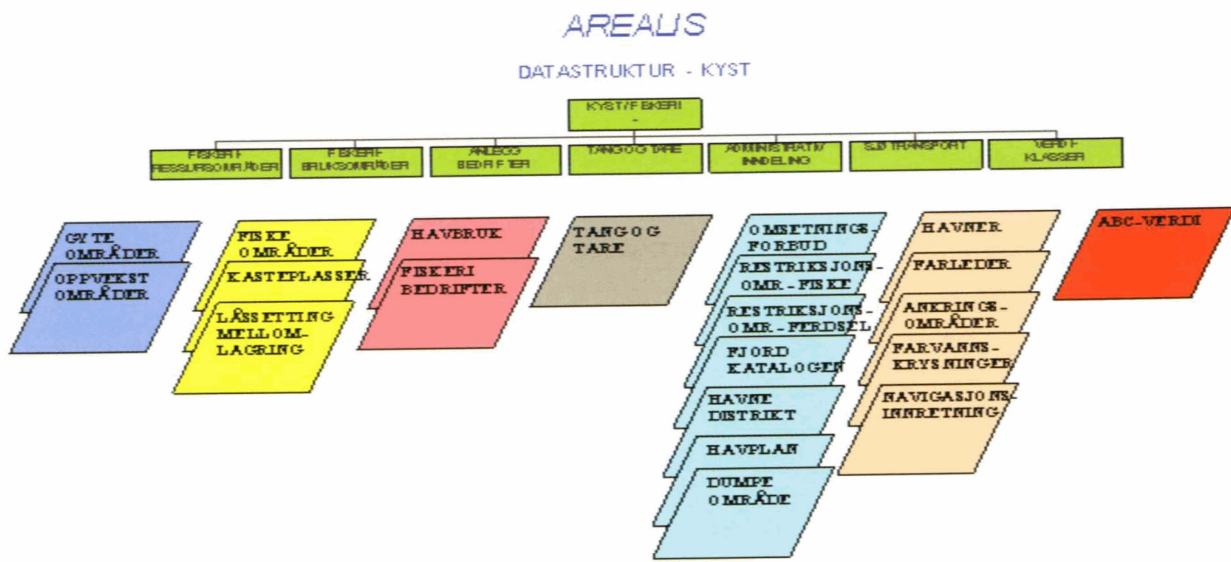 AREALIS
DATASTRUKTUR - KYST
KYST/FISKERI
-
FISKERI-
RESSURSOMRÅDER
FISKERI-
BRUKSOMRÅDER
ANLEGG
BEDRIFTER
TANG OG TARE
ADMINISTRATIV
INNDELING
SJØTRANSPORT
VERDI-
KLASSER
GYTE
OMRÅDER
OPPVEKST
OMRÅDER
FISKE
OMRÅDER
KASTEPLASSER
LÅSSETTING
MELLOM-
LAGRING
HAVBRUK
FISKERI
BEDRIFTER
TANG OG
TARE
OMSETNINGS-
FORBUD
RESTRIKSJONS-
OMR-FISKE
RESTRIKSJONS-
OMR-FERDSEL
FJORD
KATALOGEN
HAVNE
DISTRIKT
HAVPLAN
DUMPE
OMRÅDE
HAVNER
FARLEDER
ANKRINGS-
OMRÅDER
FARVANNS-
KRYSNINGER
NAVIGASJONS-
INNRETNING
ABC-VERDI